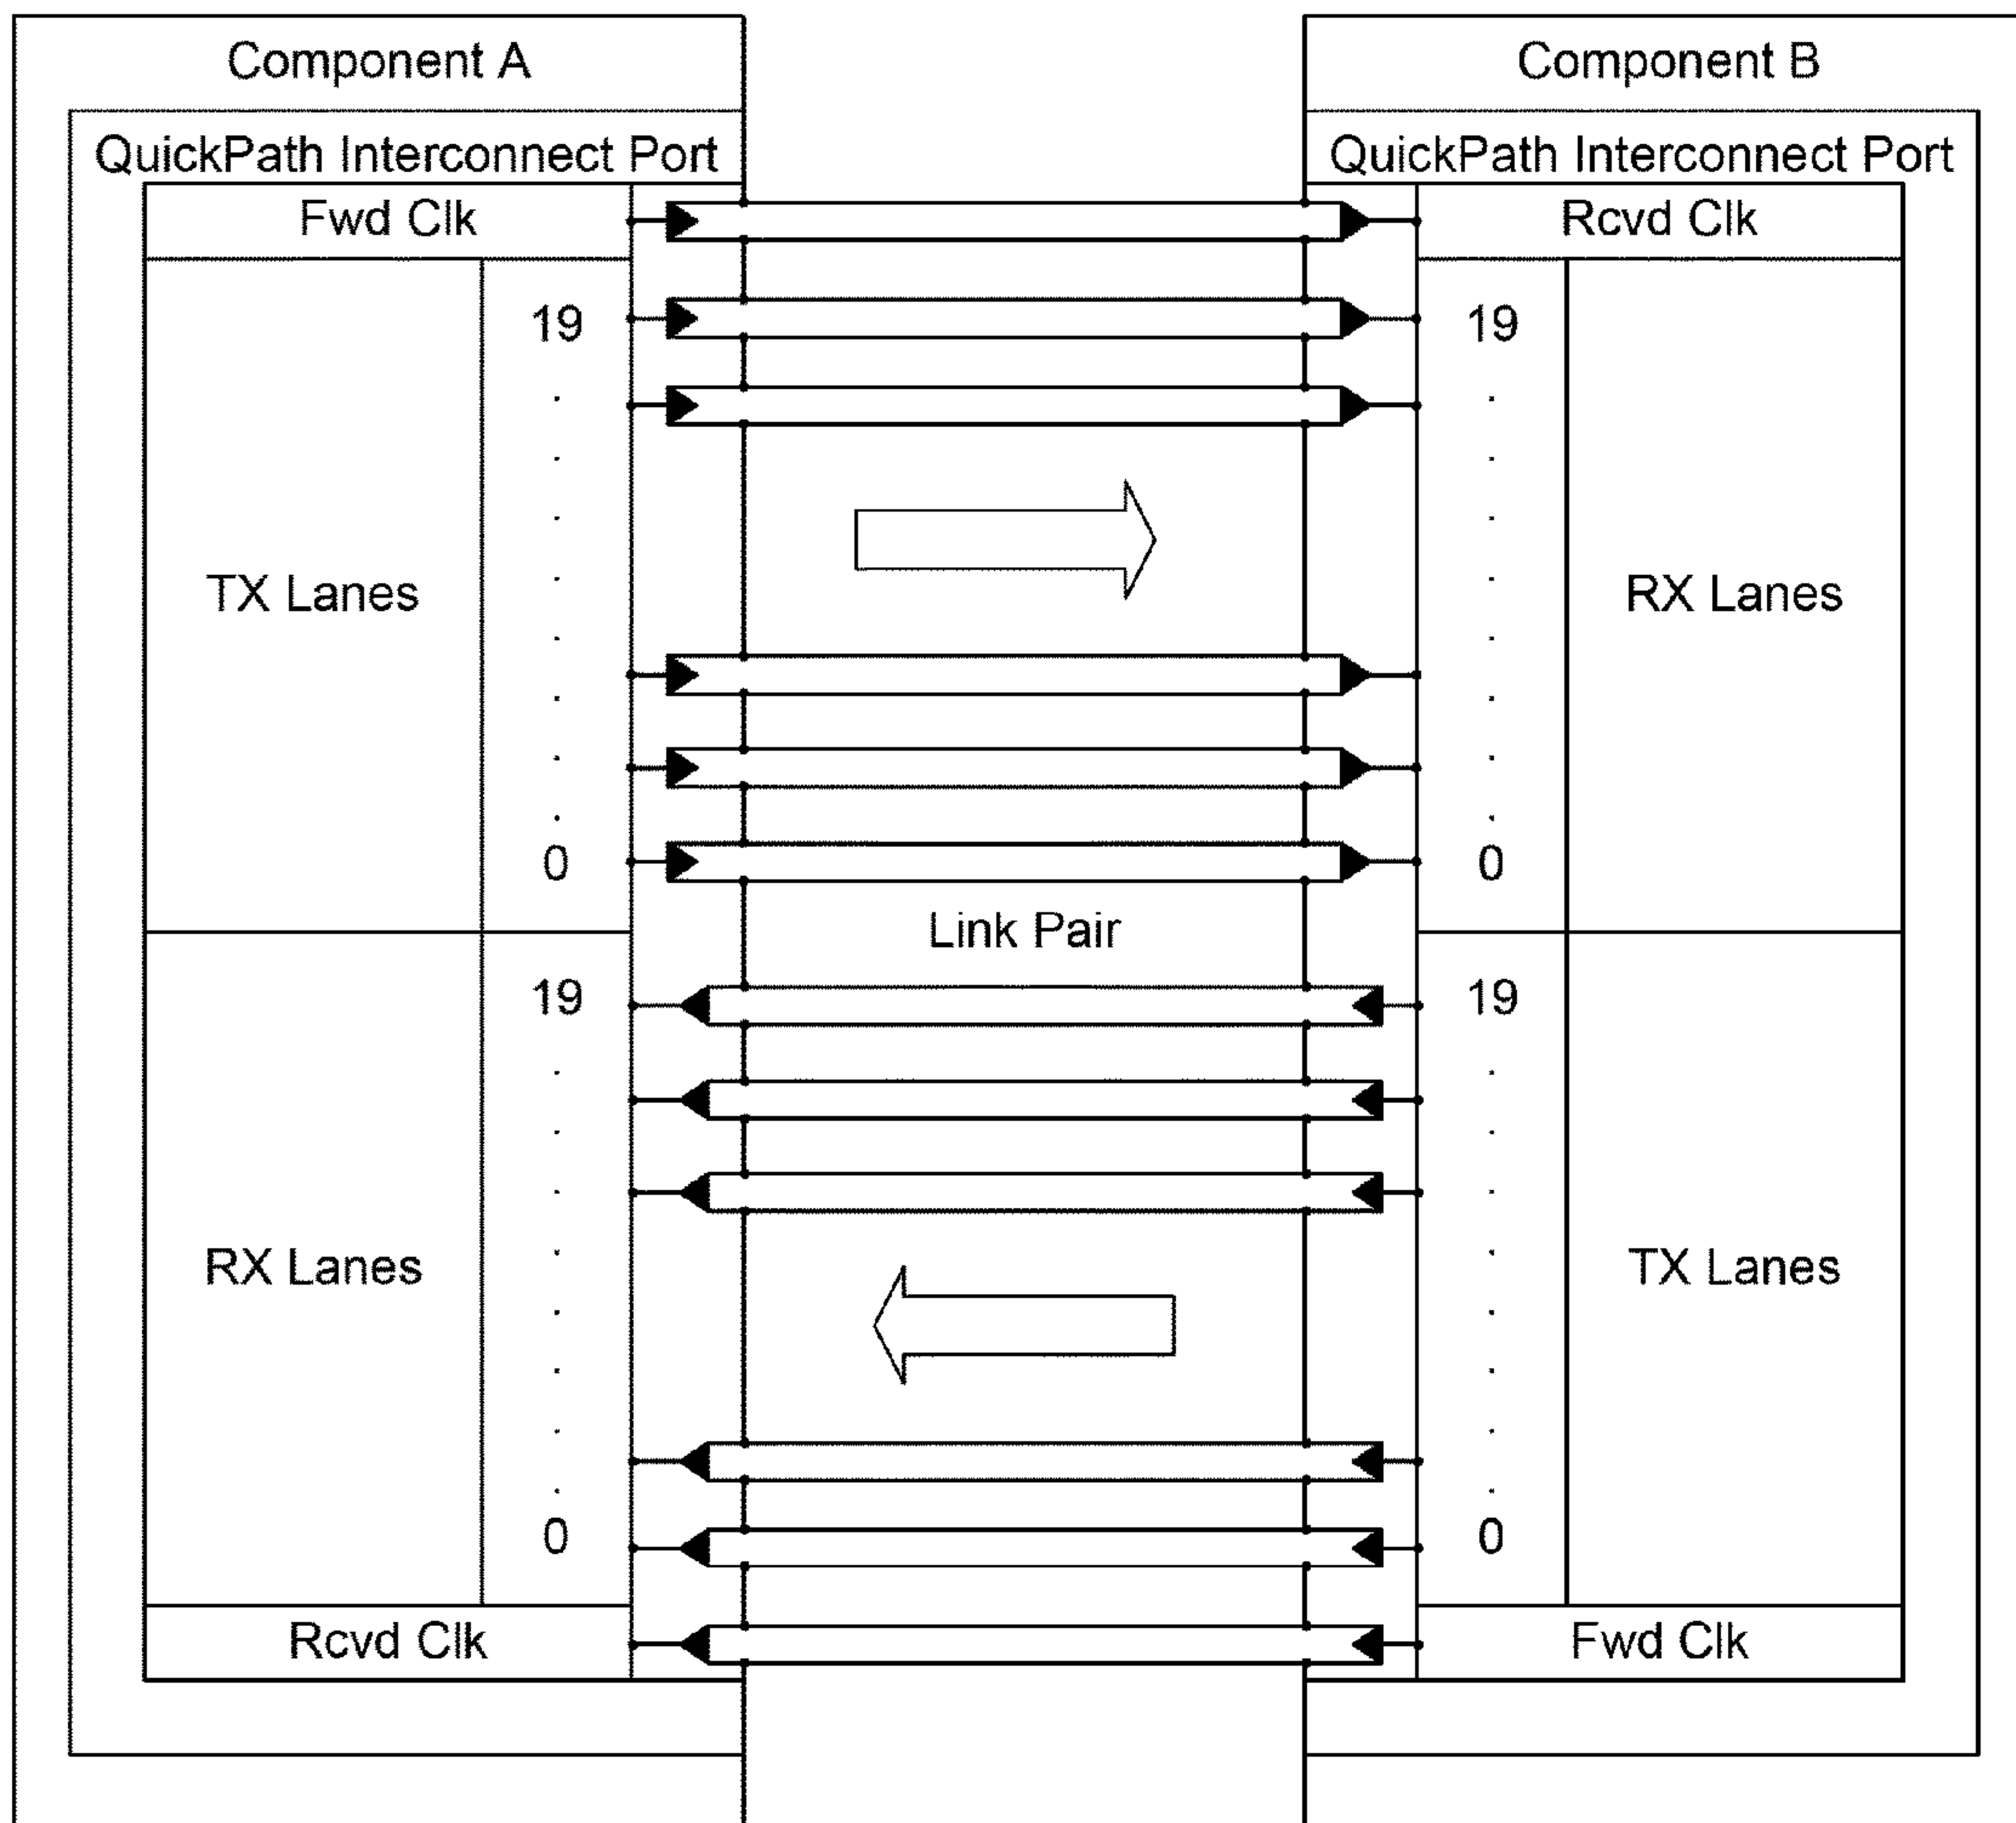 Component A
Component B
QuickPath Interconnect Port
QuickPath Interconnect Port
Fwd Clk
Rcvd Clk
19
19
TX Lanes
RX Lanes
0
0
Link Pair
19
19
RX Lanes
TX Lanes
0
0
Rcvd Clk
Fwd Clk